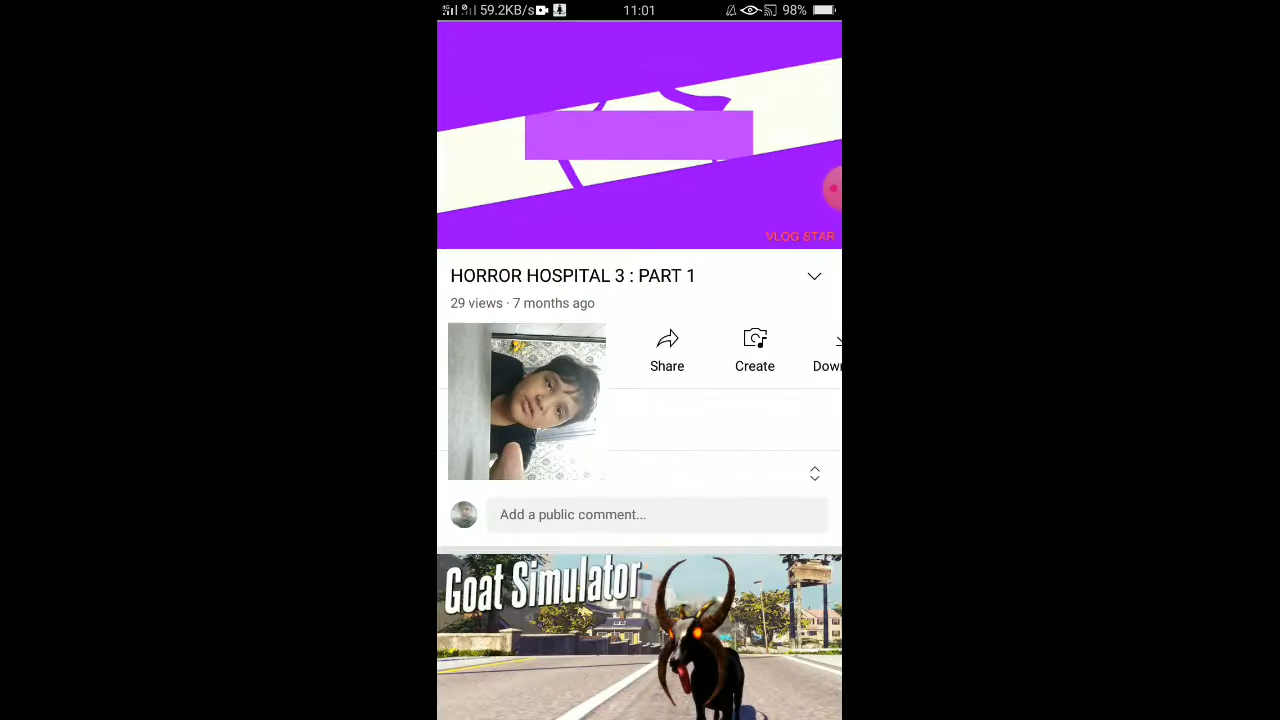 59.2KB/s 11:01 98%
VLOG STAR
HORROR HOSPITAL 3 : PART 1
29 views · 7 months ago
Share Create Down
Add a public comment...
Goat Simulator